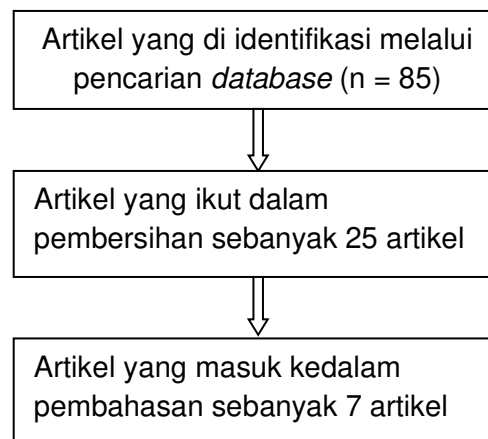 Artikel yang di identifikasi melalui
pencarian database (n = 85)
Artikel yang ikut dalam
pembersihan sebanyak 25 artikel
Artikel yang masuk kedalam
pembahasan sebanyak 7 artikel